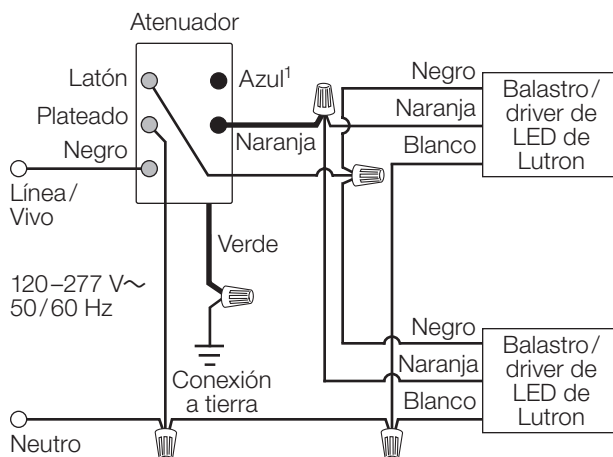 Atenuador
Latón
Azul¹
Plateado
Naranja
Negro
Línea/
Vivo
Verde
120–277 V~
50/60 Hz
Conexión
a tierra
Neutro
Negro
Naranja
Blanco
Balastro/
driver de
LED de
Lutron
Negro
Naranja
Blanco
Balastro/
driver de
LED de
Lutron